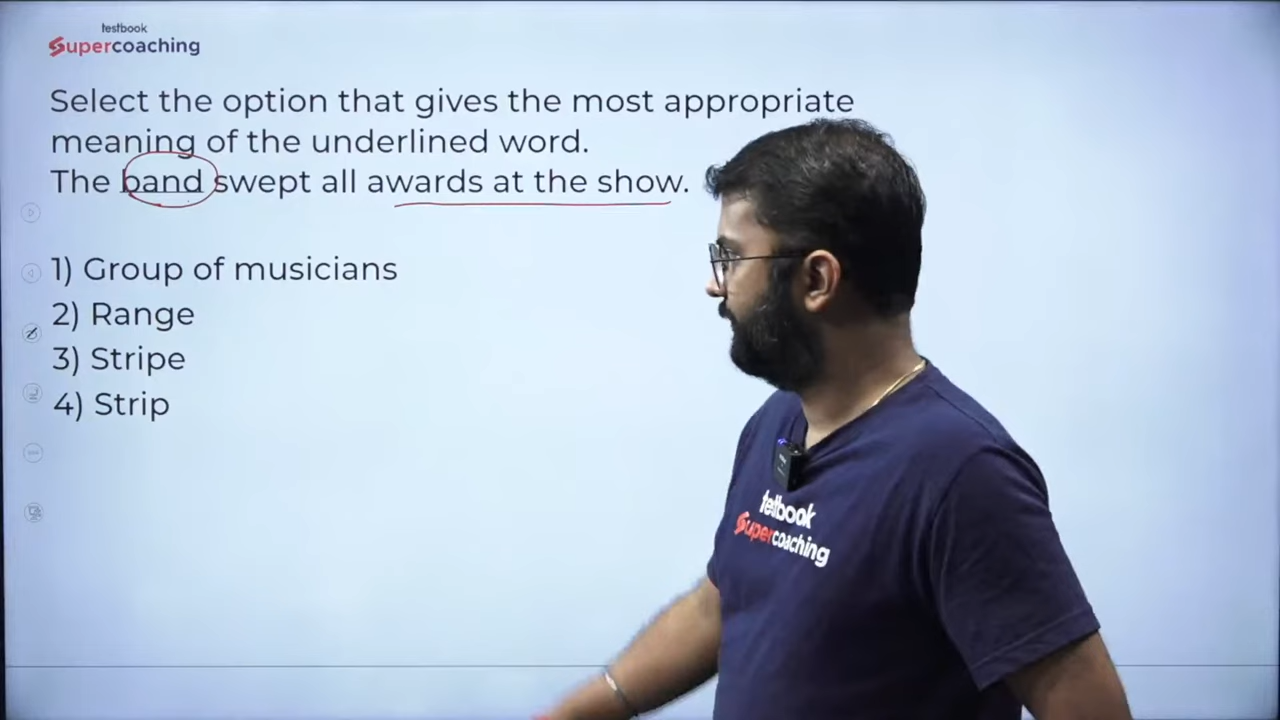 testbook
Supercoaching
Select the option that gives the most appropriate
meaning of the underlined word.
The band swept all awards at the show.
1) Group of musicians
2) Range
3) Stripe
4) Strip
testbook
Supercoaching